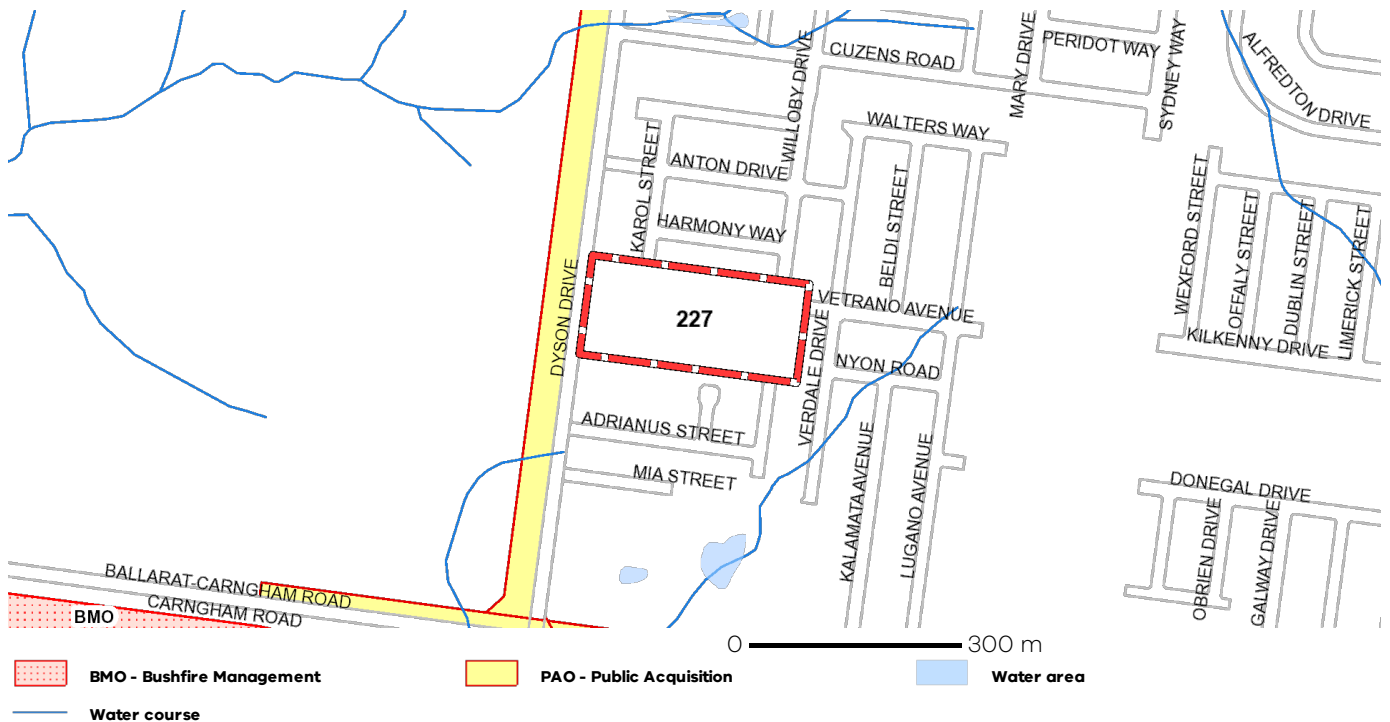 CUZENS ROAD
WILLOBY DRIVE
MARY DRIVE
PERIDOT WAY
SYDNEY WAY
ALFREDTON DRIVE
WALTERS WAY
ANTON DRIVE
KAROL STREET
HARMONY WAY
BELDI STREET
WEXFORD STREET
OFFALY STREET
DUBLIN STREET
LIMERICK STREET
DYSON DRIVE
227
VETRANO AVENUE
VERDALE DRIVE
NYON ROAD
KILKENNY DRIVE
ADRIANUS STREET
MIA STREET
KALAMATA AVENUE
LUGANO AVENUE
DONEGAL DRIVE
OBRIEN DRIVE
GALWAY DRIVE
BALLARAT-CARNGHAM ROAD
CARNGHAM ROAD
BMO
0 300 m
BMO - Bushfire Management
PAO - Public Acquisition
Water area
Water course